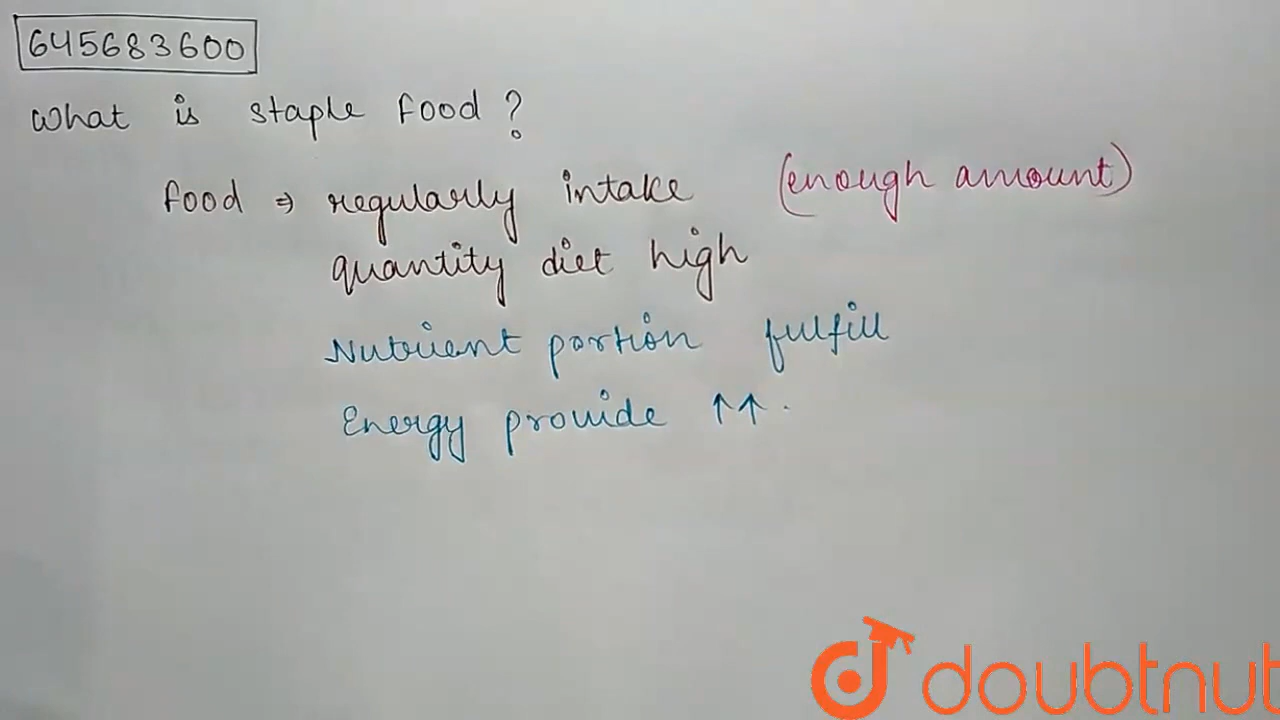 645683600
What is staple food?
food ⇒ regularly intake (enough amount)
quantity diet high
Nutrient portion fulfill
Energy provide ↑↑.
doubtnut